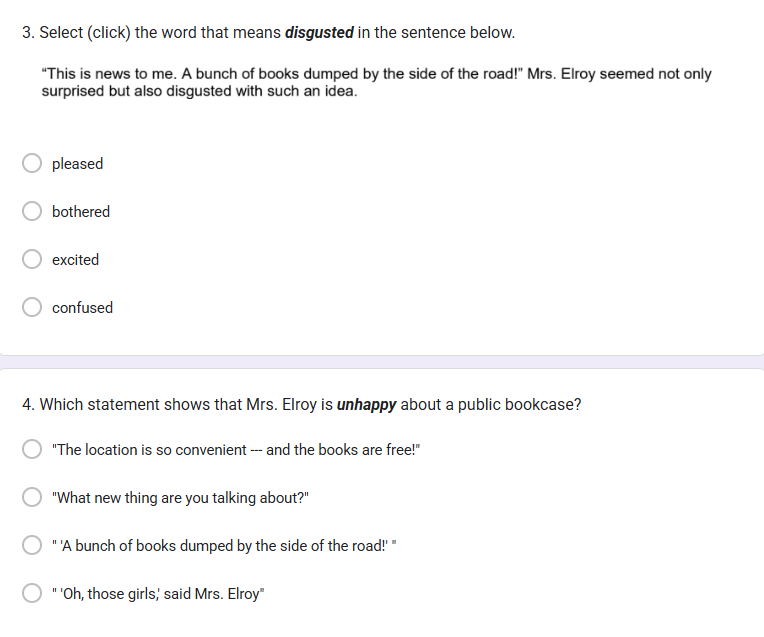 3. Select (click) the word that means disgusted in the sentence below.
“This is news to me. A bunch of books dumped by the side of the road!” Mrs. Elroy seemed not only
surprised but also disgusted with such an idea.
pleased
bothered
excited
confused
4. Which statement shows that Mrs. Elroy is unhappy about a public bookcase?
"The location is so convenient --- and the books are free!"
"What new thing are you talking about?"
" 'A bunch of books dumped by the side of the road!' "
" 'Oh, those girls,' said Mrs. Elroy"